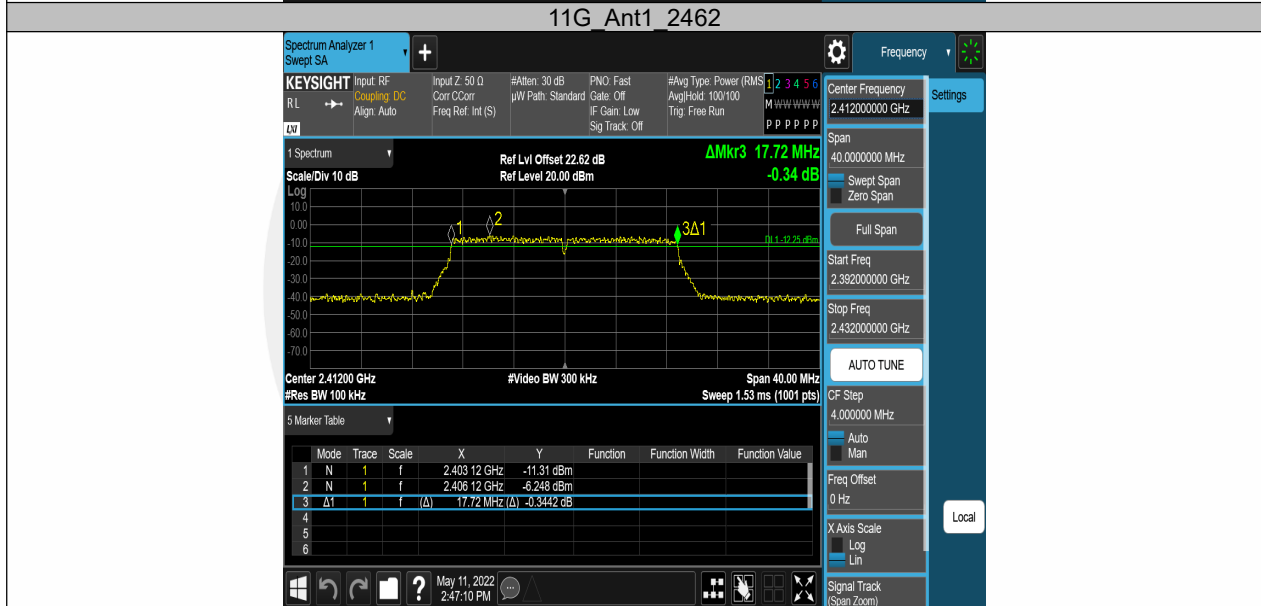 11G_Ant1_2462
Spectrum Analyzer 1
Swept SA
+
Frequency
KEYSIGHT
Input: RF
Coupling: DC
Align: Auto
Input Z: 50 Ω
Corr CCorr
Freq Ref: Int (S)
#Atten: 30 dB
µW Path: Standard
PNO: Fast
Gate: Off
IF Gain: Low
Sig Track: Off
#Avg Type: Power (RMS
Avg|Hold: 100/100
Trig: Free Run
1 2 3 4 5 6
M W W W W W
P P P P P P
RL
LXI
1 Spectrum
Scale/Div 10 dB
Ref Lvl Offset 22.62 dB
Ref Level 20.00 dBm
ΔMkr3 17.72 MHz
-0.34 dB
Log
10.0
0.00
-10.0
-20.0
-30.0
-40.0
-50.0
-60.0
-70.0
1
2
3Δ1
DL1 -12.25 dBm
Center 2.41200 GHz
#Video BW 300 kHz
Span 40.00 MHz
#Res BW 100 kHz
Sweep 1.53 ms (1001 pts)
5 Marker Table
Mode Trace Scale X Y Function Function Width Function Value
1 N 1 f 2.403 12 GHz -11.31 dBm
2 N 1 f 2.406 12 GHz -6.248 dBm
3 Δ1 1 f (Δ) 17.72 MHz (Δ) -0.3442 dB
4
5
6
?
May 11, 2022
2:47:10 PM
Center Frequency
2.412000000 GHz
Settings
Span
40.0000000 MHz
Swept Span
Zero Span
Full Span
Start Freq
2.392000000 GHz
Stop Freq
2.432000000 GHz
AUTO TUNE
CF Step
4.000000 MHz
Auto
Man
Freq Offset
0 Hz
X Axis Scale
Log
Lin
Local
Signal Track
(Span Zoom)